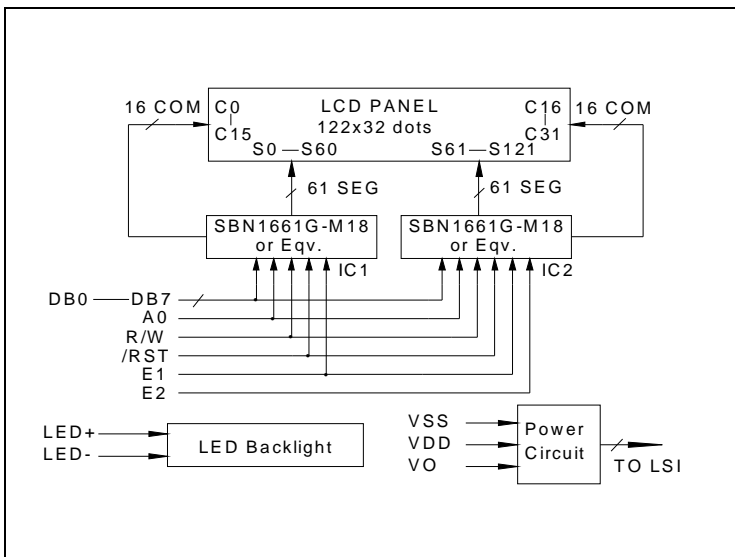 16 COM
C0
C15
LCD PANEL
122x32 dots
C16
C31
16 COM
S0—S60
S61—S121
61 SEG
61 SEG
SBN1661G-M18
or Eqv.
IC1
SBN1661G-M18
or Eqv.
IC2
DB0——DB7
A0
R/W
/RST
E1
E2
LED+
LED-
LED Backlight
VSS
VDD
VO
Power
Circuit
TO LSI